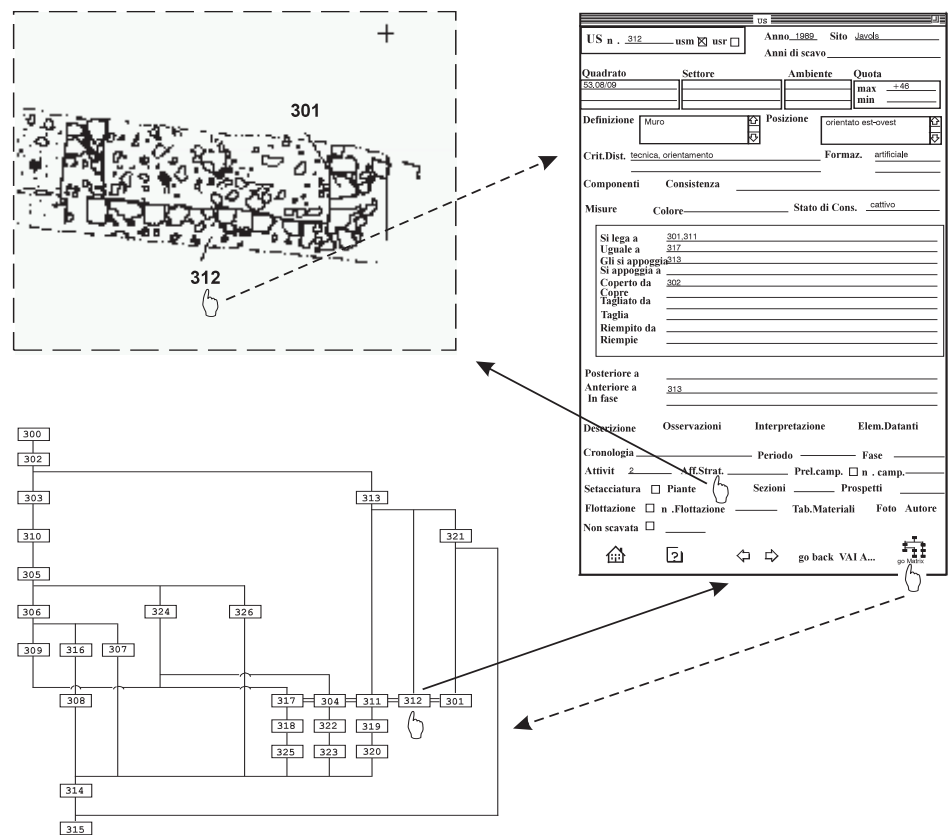 301
312
US
US n . 312 usm usr
Anno 1989 Sito Javols
Anni di scavo
Quadrato Settore Ambiente Quota
53,08/09
max +46
min
Definizione Muro Posizione orientato est-ovest
Crit.Dist. tecnica, orientamento Formaz. artificiale
Componenti Consistenza
Misure Colore Stato di Cons. cattivo
Si lega a 301,311
Uguale a 317
Gli si appoggia 313
Si appoggia a
Coperto da 302
Copre
Tagliato da
Taglia
Riempito da
Riempie
Posteriore a
Anteriore a 313
In fase
Descrizione Osservazioni Interpretazione Elem.Datanti
Cronologia Periodo Fase
Attivit 2 Aff.Strat. Prel.camp. n . camp.
Setacciatura Piante Sezioni Prospetti
Flottazione n .Flottazione Tab.Materiali Foto Autore
Non scavata
? go back VAI A... go Matrix
300
302
303 313
310 321
305
306 324 326
309 316 307
308 317 304 311 312 301
318 322 319
325 323 320
314
315